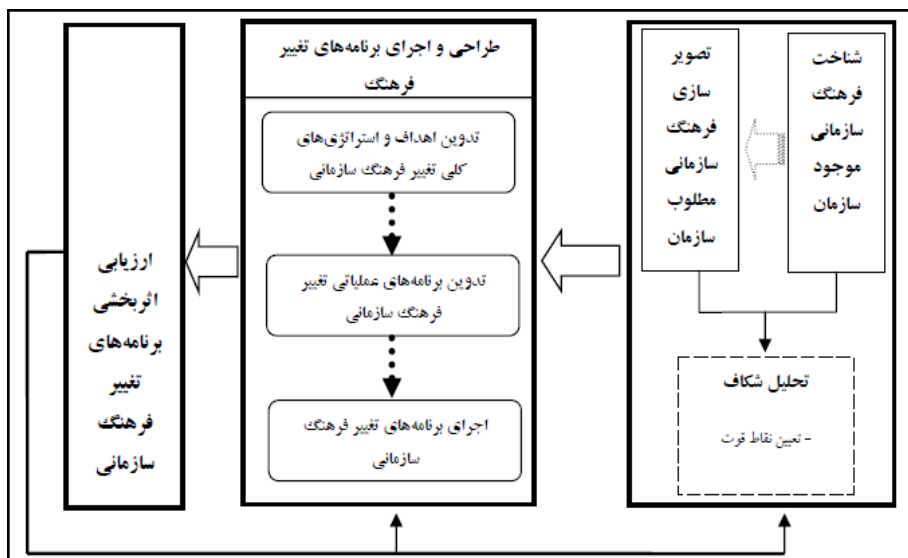 شناخت
فرهنگ
سازمانی
موجود
سازمان
تصویر
سازی
فرهنگ
سازمانی
مطلوب
سازمان
تحلیل شکاف
- تعیین نقاط قوت
طراحی و اجرای برنامه‌های تغییر
فرهنگ
تدوین اهداف و استراتژی‌های
کلی تغییر فرهنگ سازمانی
تدوین برنامه‌های عملیاتی تغییر
فرهنگ سازمانی
اجرای برنامه‌های تغییر فرهنگ
سازمانی
ارزیابی
اثربخشی
برنامه‌های
تغییر
فرهنگ
سازمانی